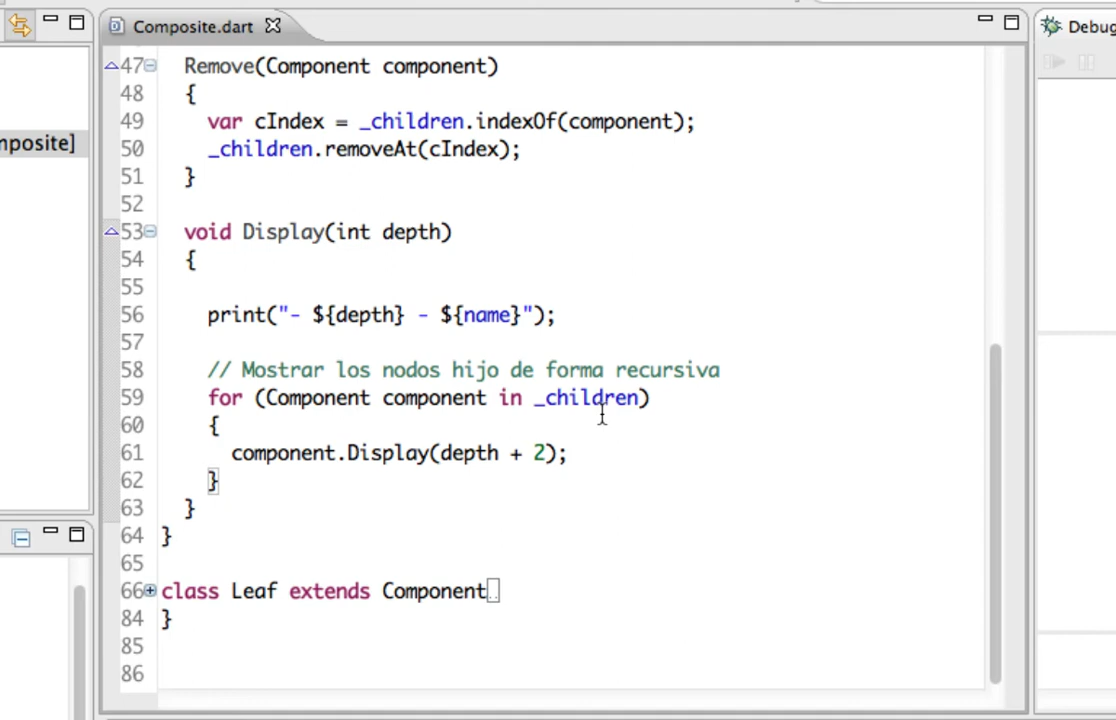 Composite.dart
Debug
mposite]
47 Remove(Component component)
48 {
49 var cIndex = _children.indexOf(component);
50 _children.removeAt(cIndex);
51 }
52
53 void Display(int depth)
54 {
55
56 print("- ${depth} - ${name}");
57
58 // Mostrar los nodos hijo de forma recursiva
59 for (Component component in _children)
60 {
61 component.Display(depth + 2);
62 }
63 }
64 }
65
66 class Leaf extends Component
84 }
85
86